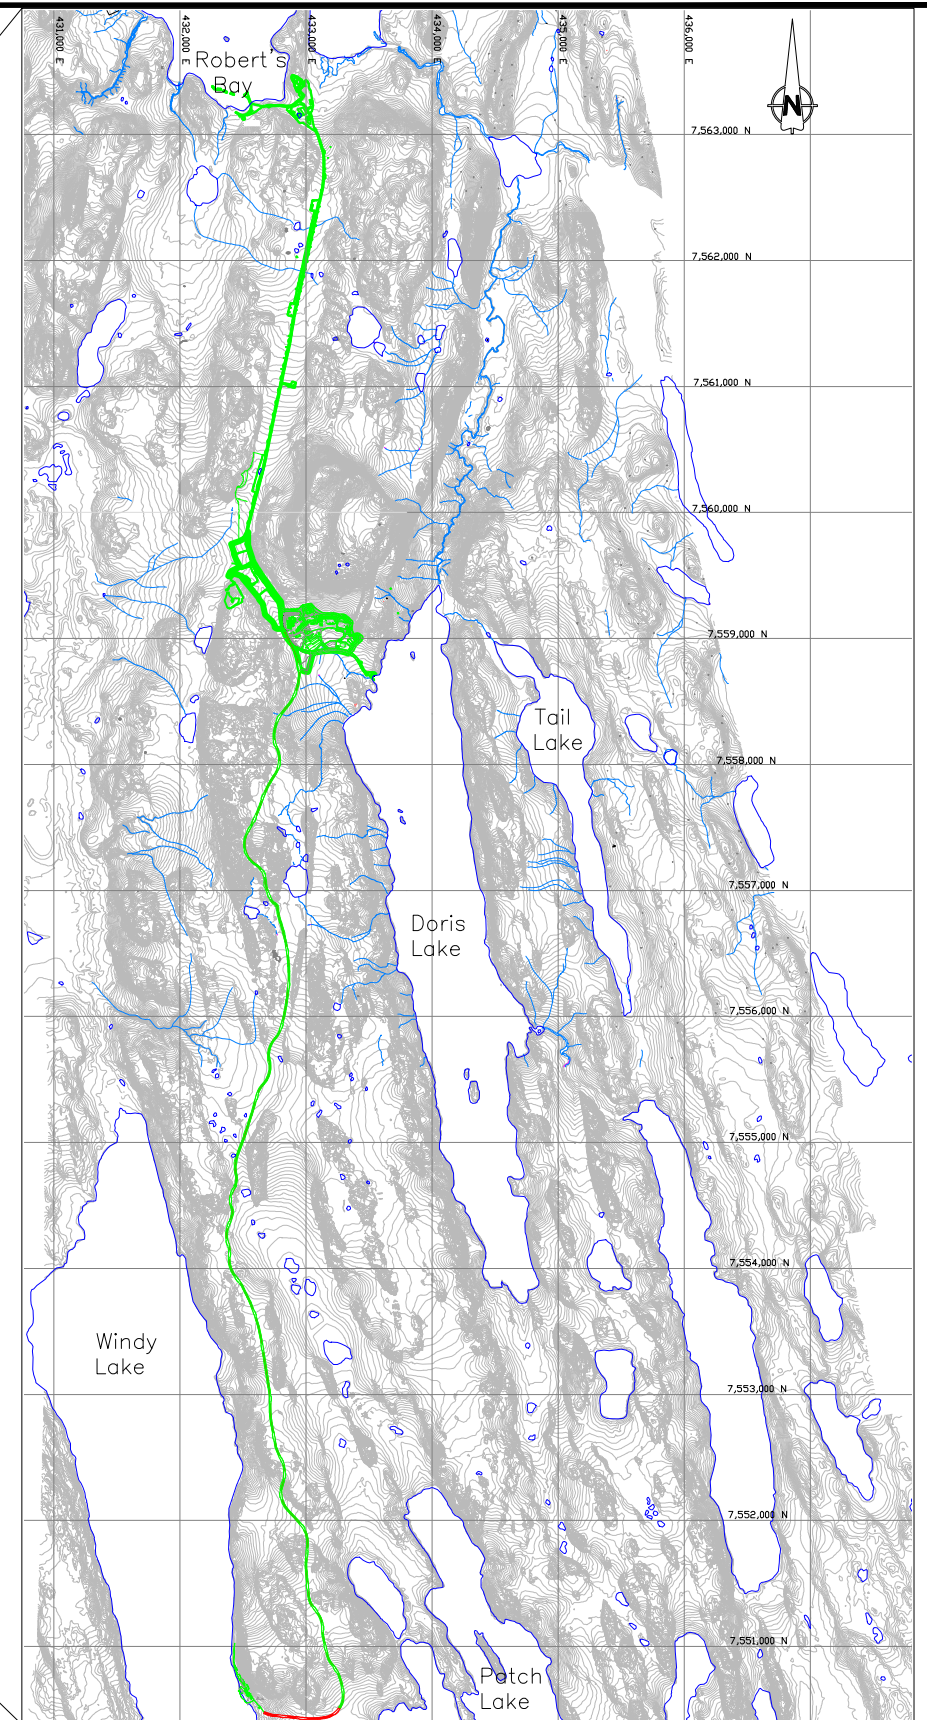 431,000 E
432,000 E
433,000 E
434,000 E
435,000 E
436,000 E
Robert's
Bay
N
7,563,000 N
7,562,000 N
7,561,000 N
7,560,000 N
7,559,000 N
Tail
Lake
7,558,000 N
7,557,000 N
Doris
Lake
7,556,000 N
7,555,000 N
7,554,000 N
Windy
Lake
7,553,000 N
7,552,000 N
7,551,000 N
Patch
Lake